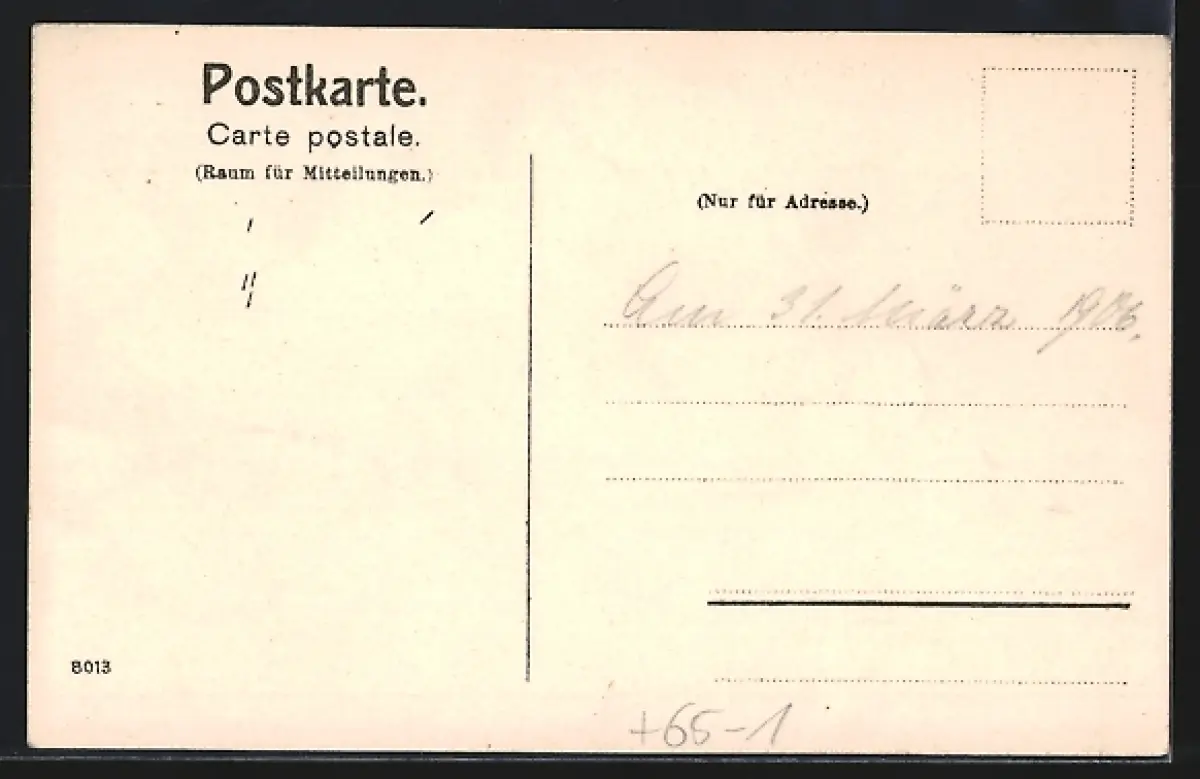 Postkarte.
Carte postale.
(Raum für Mitteilungen.)
(Nur für Adresse.)
Am 31. März 1906.
8013
+65-1